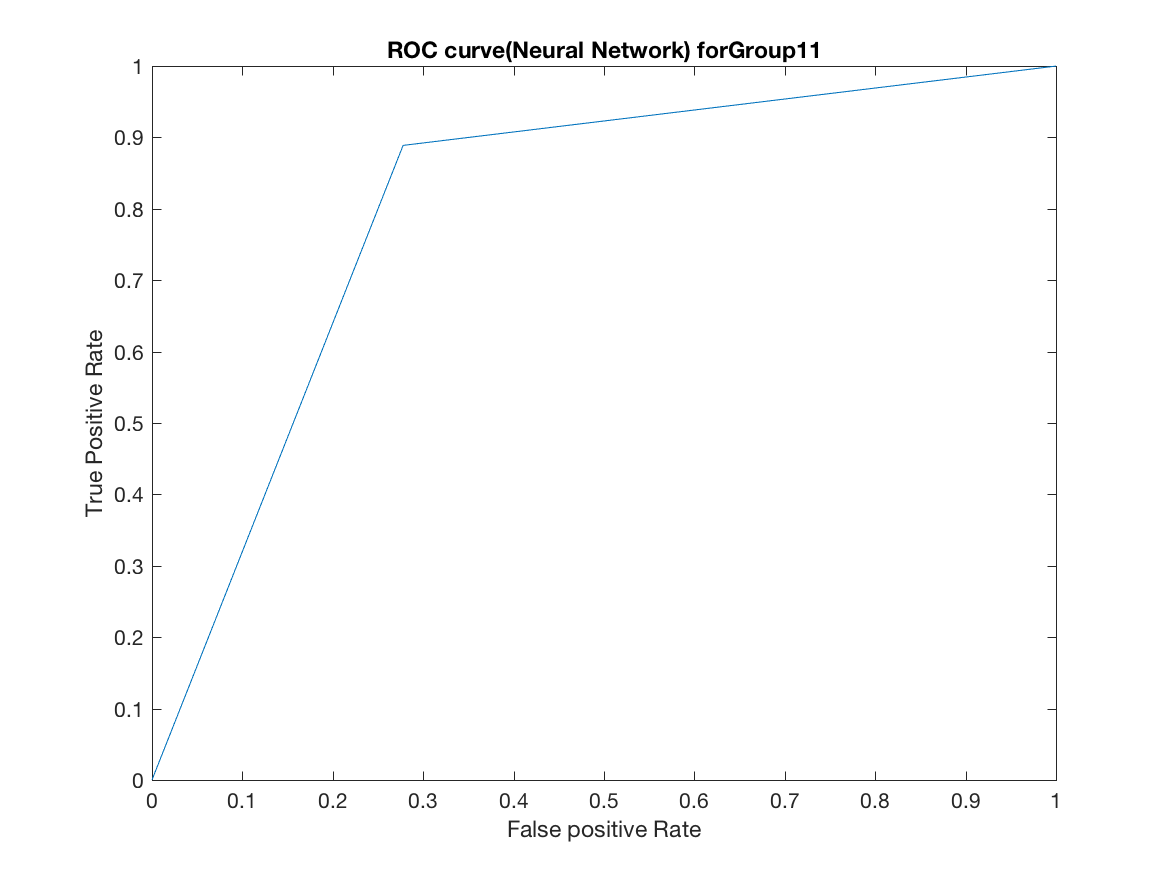 ROC curve(Neural Network) forGroup11
1
0.9
0.8
0.7
0.6
0.5
0.4
0.3
0.2
0.1
0
True Positive Rate
0 0.1 0.2 0.3 0.4 0.5 0.6 0.7 0.8 0.9 1
False positive Rate